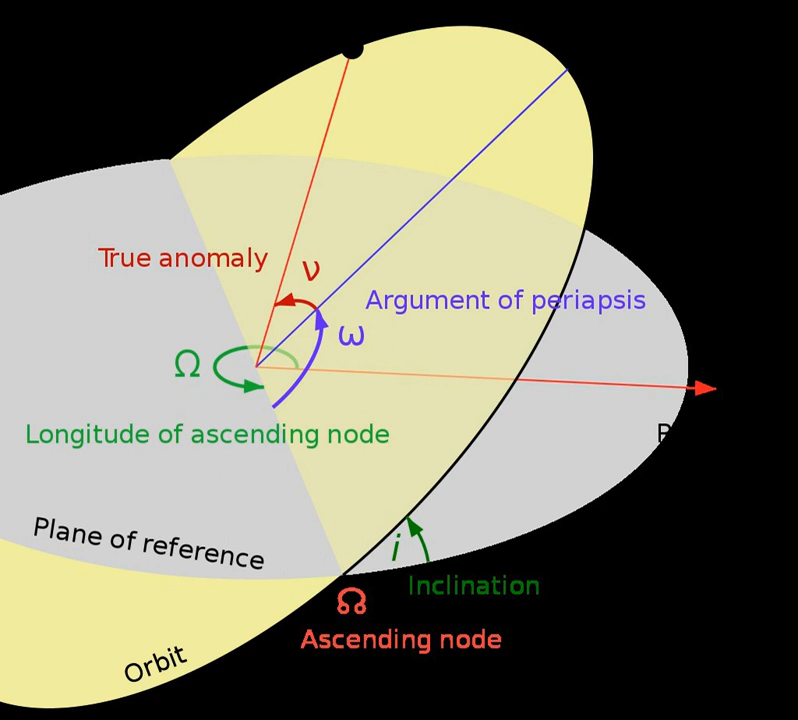 True anomaly
ν
Argument of periapsis
ω
Ω
Longitude of ascending node
Plane of reference
i
Inclination
☊
Ascending node
Orbit